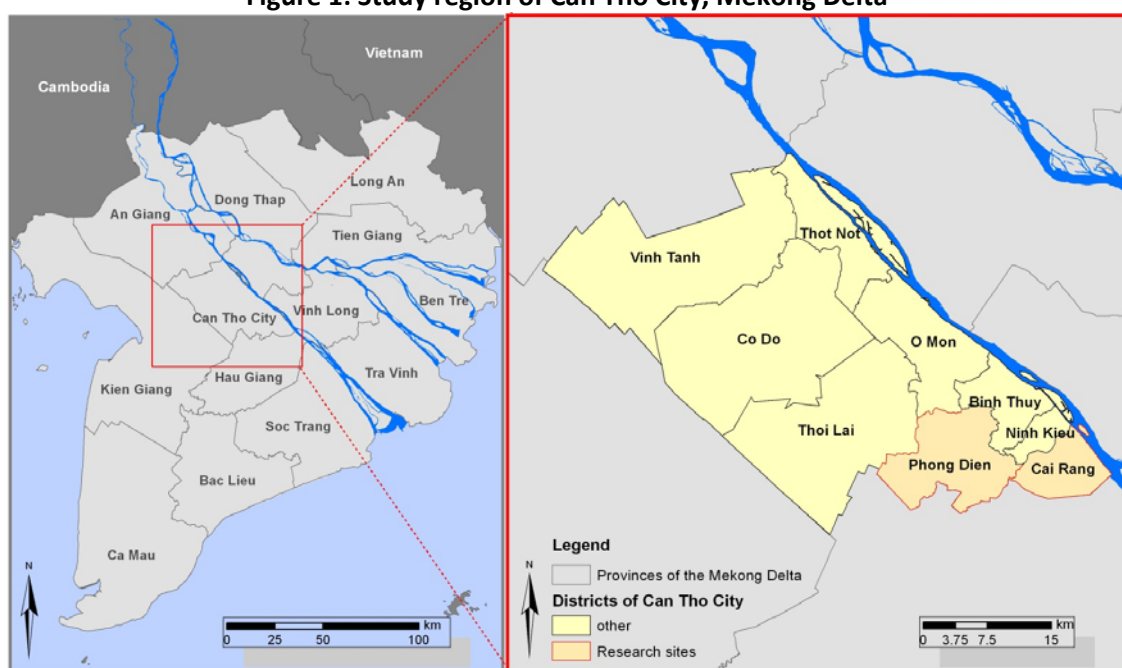 Figure 1: Study region of Can Tho City, Mekong Delta
Vietnam
Cambodia
Long An
Dong Thap
An Giang
Tien Giang
Ben Tre
Vinh Long
Can Tho City
Tra Vinh
Hau Giang
Kien Giang
Soc Trang
Bac Lieu
Ca Mau
N
km
0 25 50 100
Thot Not
Vinh Tanh
Co Do
O Mon
Binh Thuy
Ninh Kieu
Thoi Lai
Phong Dien
Cai Rang
Legend
Provinces of the Mekong Delta
Districts of Can Tho City
other
Research sites
N
km
0 3.75 7.5 15